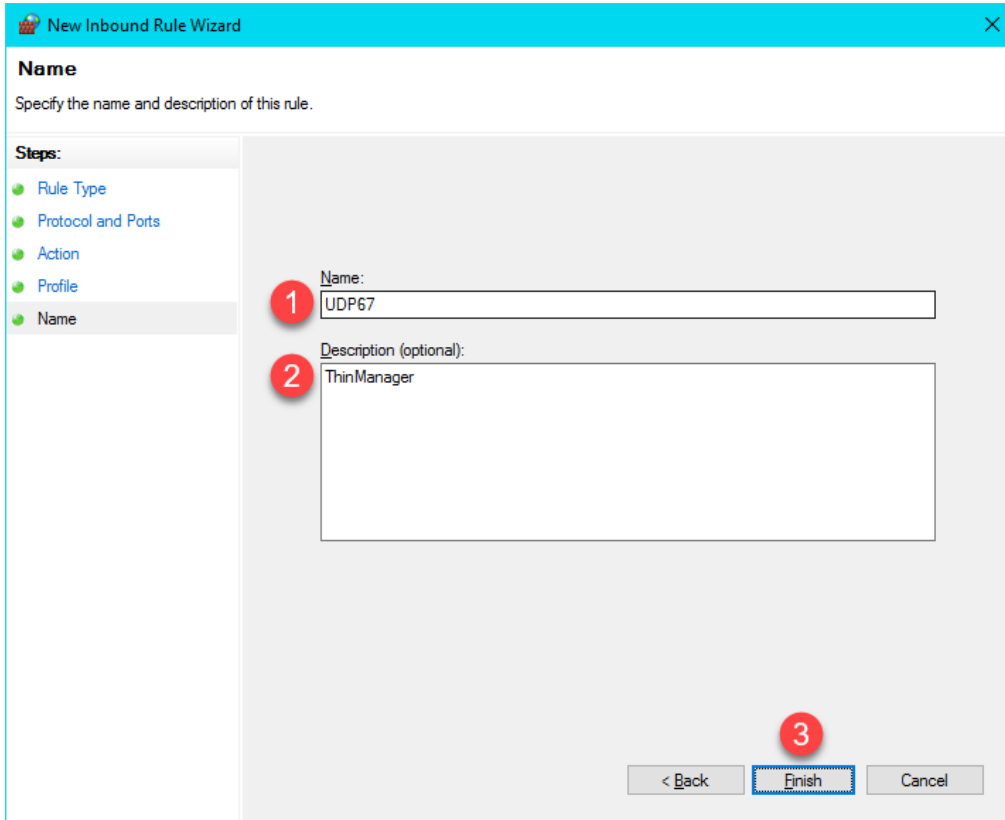 New Inbound Rule Wizard
Name
Specify the name and description of this rule.
Steps:
Rule Type
Protocol and Ports
Action
Profile
Name
Name:
1
UDP67
Description (optional):
2
ThinManager
3
< Back
Finish
Cancel